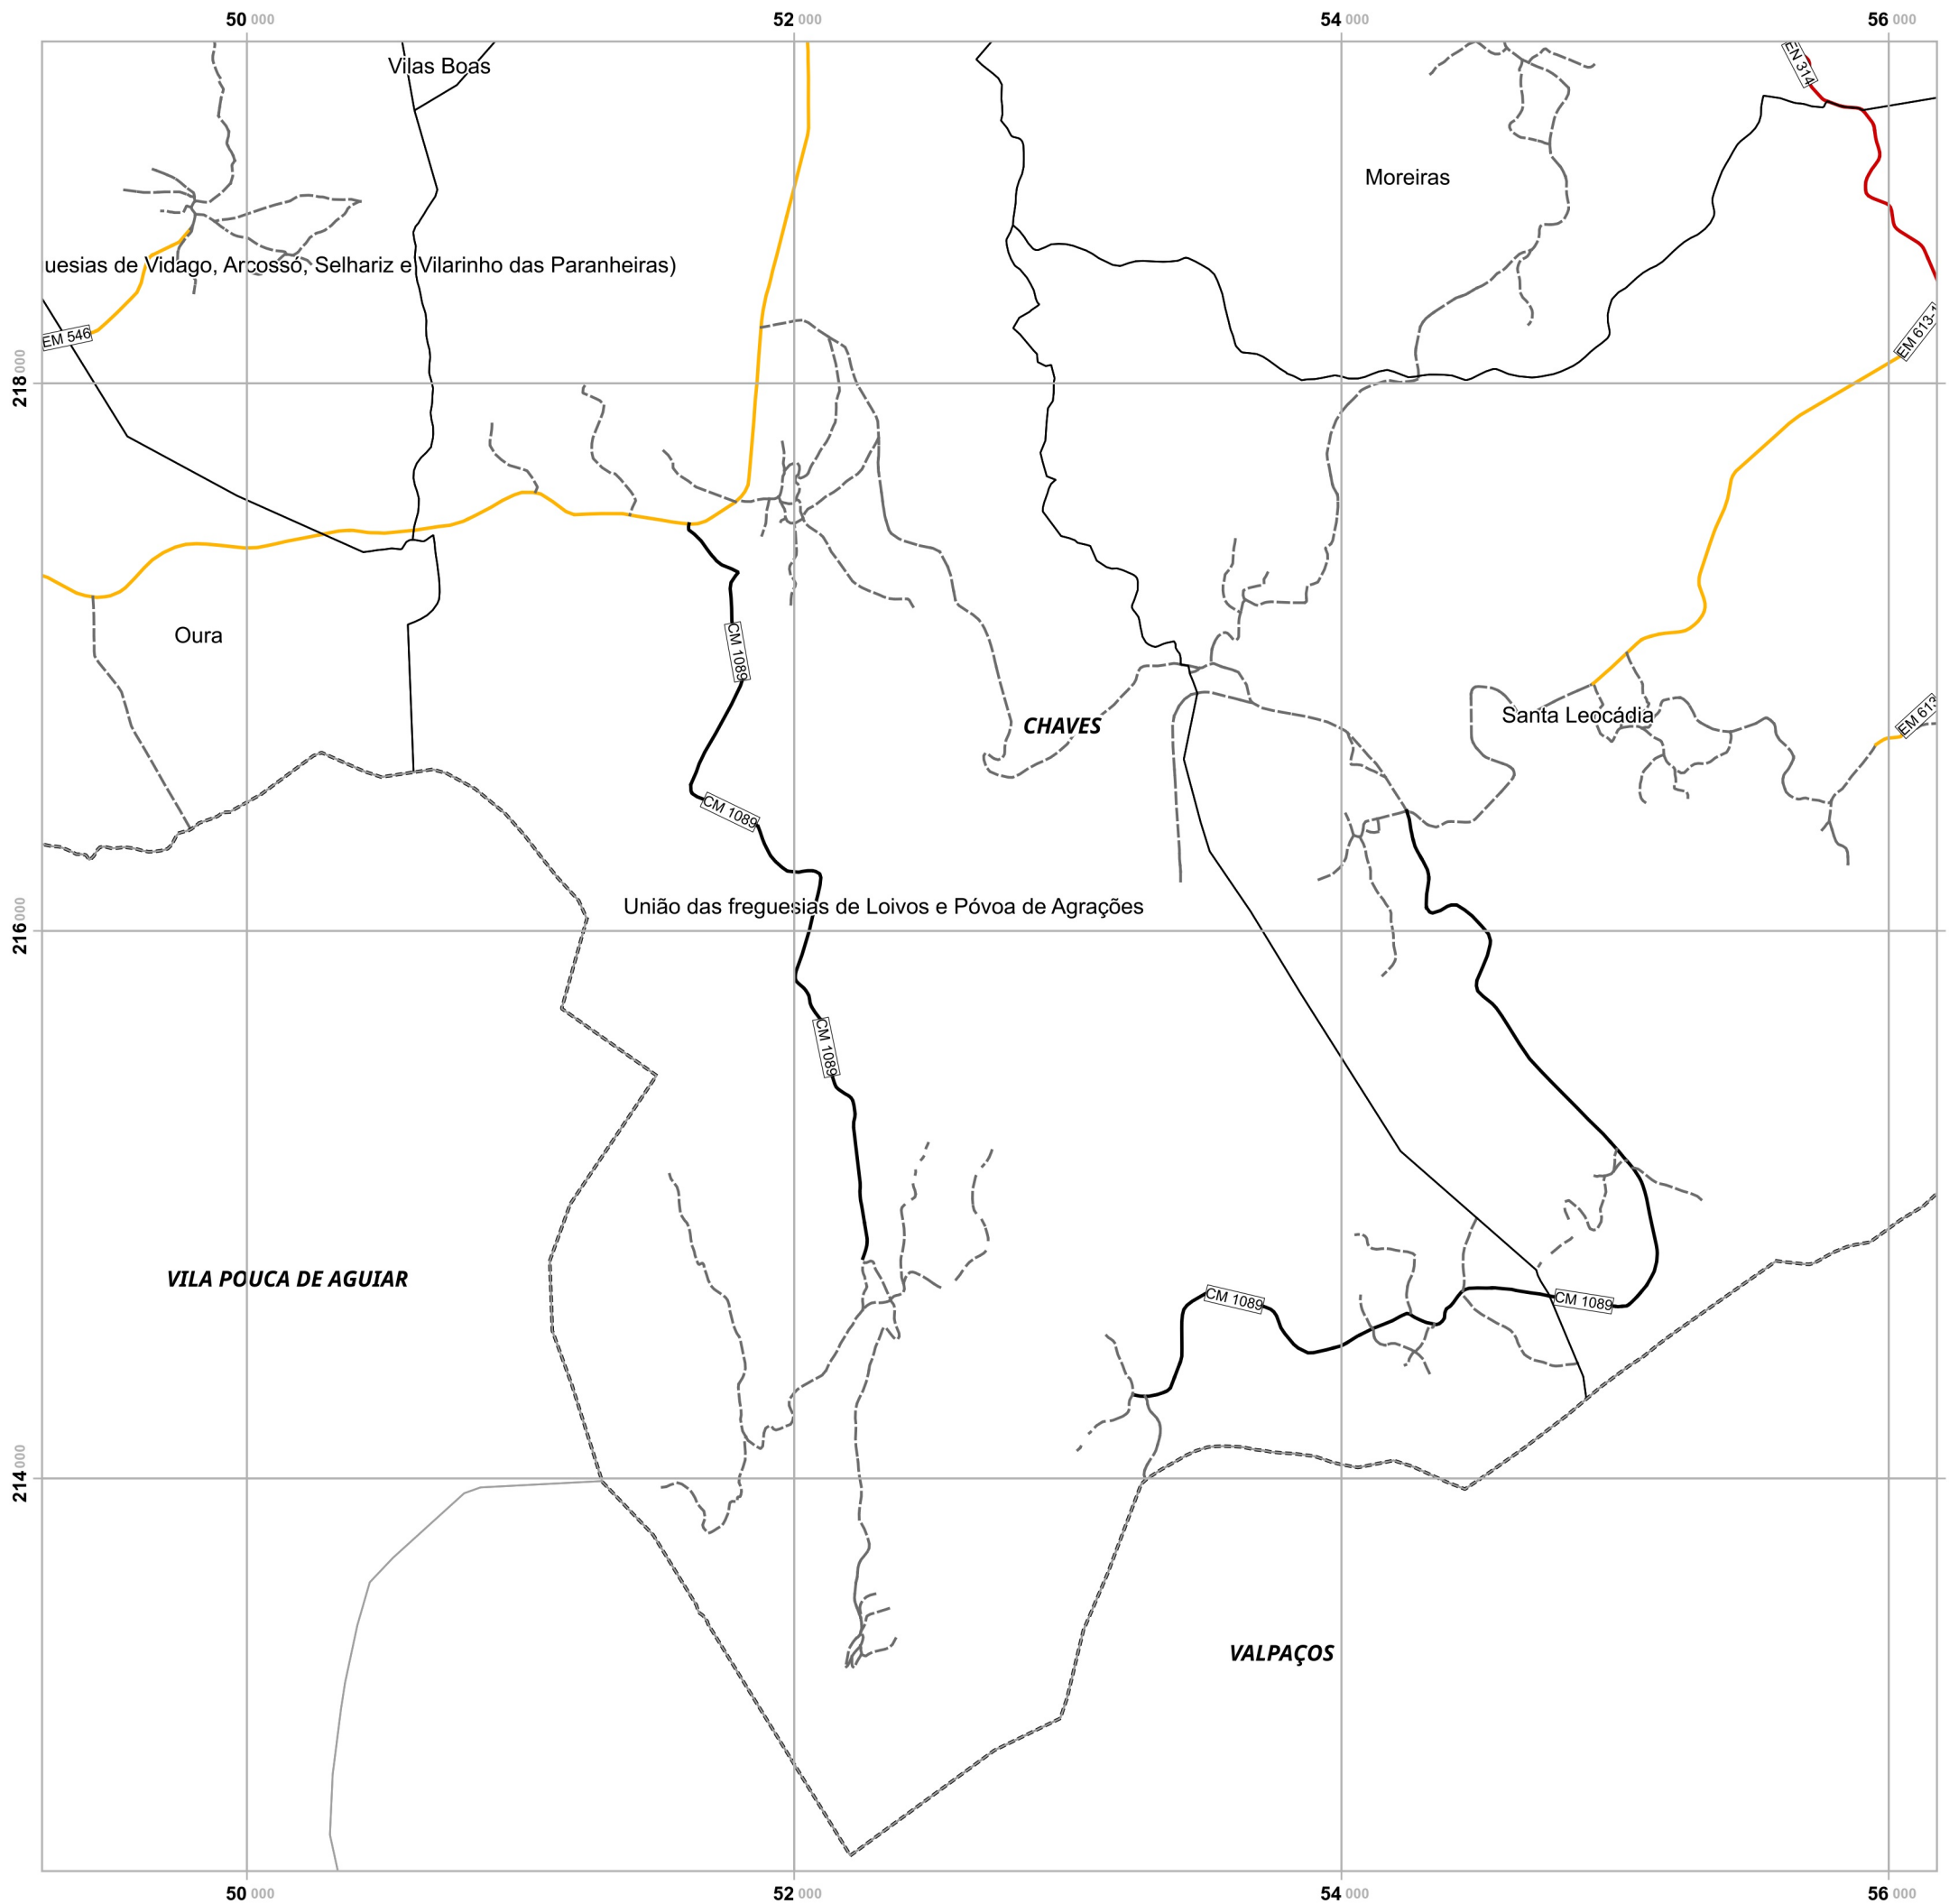 50 000
52 000
54 000
56 000
Vilas Boas
EN 314
Moreiras
uesias de Vidago, Arcossó, Selhariz e Vilarinho das Paranheiras)
EM 546
EM 613-1
218 000
Oura
CM 1089
CHAVES
Santa Leocádia
EM 613
CM 1089
União das freguesias de Loivos e Póvoa de Agrações
216 000
CM 1089
VILA POUCA DE AGUIAR
CM 1089
CM 1089
214 000
VALPAÇOS
50 000
52 000
54 000
56 000